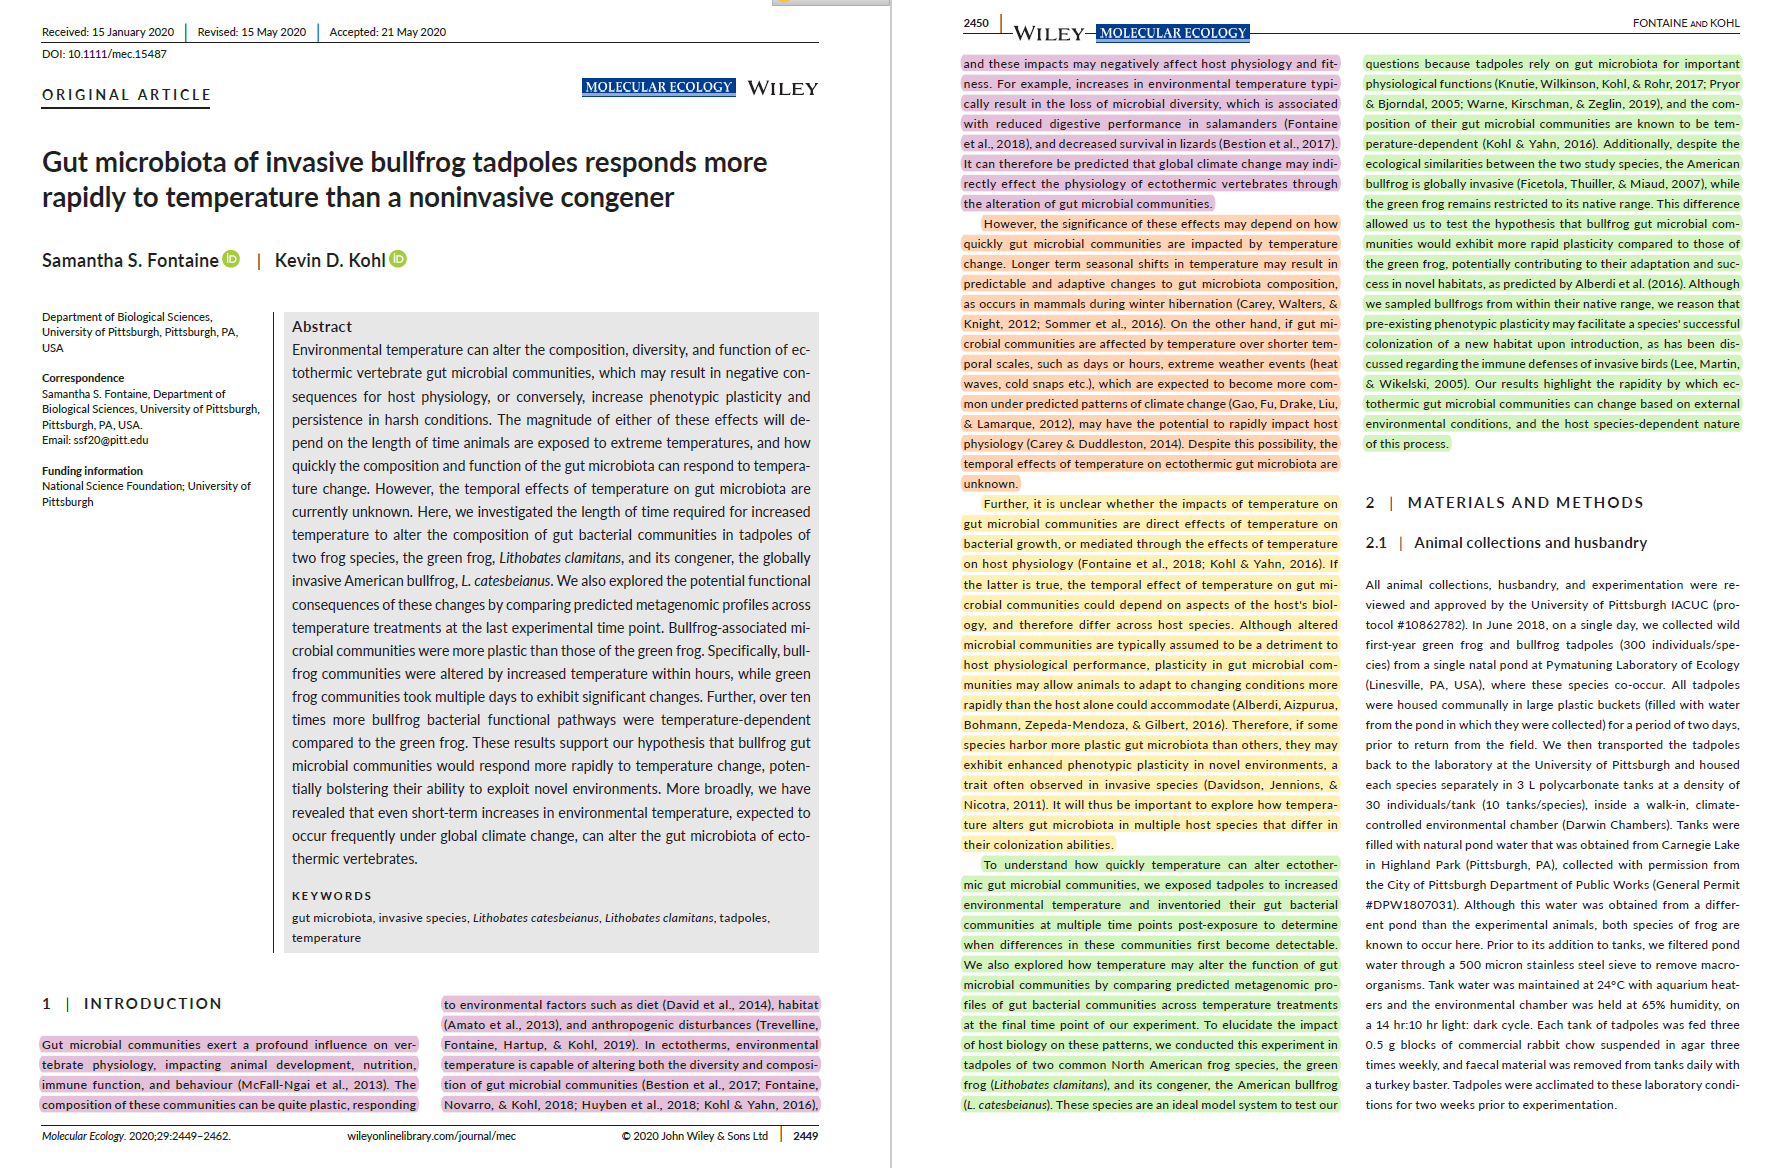 Received: 15 January 2020 | Revised: 15 May 2020 | Accepted: 21 May 2020
DOI: 10.1111/mec.15487
ORIGINAL ARTICLE
MOLECULAR ECOLOGY WILEY
Gut microbiota of invasive bullfrog tadpoles responds more
rapidly to temperature than a noninvasive congener
Samantha S. Fontaine iD | Kevin D. Kohl iD
Department of Biological Sciences,
University of Pittsburgh, Pittsburgh, PA,
USA
Correspondence
Samantha S. Fontaine, Department of
Biological Sciences, University of Pittsburgh,
Pittsburgh, PA, USA.
Email: ssf20@pitt.edu
Funding information
National Science Foundation; University of
Pittsburgh
Abstract
Environmental temperature can alter the composition, diversity, and function of ec-
tothermic vertebrate gut microbial communities, which may result in negative con-
sequences for host physiology, or conversely, increase phenotypic plasticity and
persistence in harsh conditions. The magnitude of either of these effects will de-
pend on the length of time animals are exposed to extreme temperatures, and how
quickly the composition and function of the gut microbiota can respond to tempera-
ture change. However, the temporal effects of temperature on gut microbiota are
currently unknown. Here, we investigated the length of time required for increased
temperature to alter the composition of gut bacterial communities in tadpoles of
two frog species, the green frog, Lithobates clamitans, and its congener, the globally
invasive American bullfrog, L. catesbeianus. We also explored the potential functional
consequences of these changes by comparing predicted metagenomic profiles across
temperature treatments at the last experimental time point. Bullfrog-associated mi-
crobial communities were more plastic than those of the green frog. Specifically, bull-
frog communities were altered by increased temperature within hours, while green
frog communities took multiple days to exhibit significant changes. Further, over ten
times more bullfrog bacterial functional pathways were temperature-dependent
compared to the green frog. These results support our hypothesis that bullfrog gut
microbial communities would respond more rapidly to temperature change, poten-
tially bolstering their ability to exploit novel environments. More broadly, we have
revealed that even short-term increases in environmental temperature, expected to
occur frequently under global climate change, can alter the gut microbiota of ecto-
thermic vertebrates.
KEYWORDS
gut microbiota, invasive species, Lithobates catesbeianus, Lithobates clamitans, tadpoles,
temperature
1 | INTRODUCTION
Gut microbial communities exert a profound influence on ver-
tebrate physiology, impacting animal development, nutrition,
immune function, and behaviour (McFall-Ngai et al., 2013). The
composition of these communities can be quite plastic, responding
to environmental factors such as diet (David et al., 2014), habitat
(Amato et al., 2013), and anthropogenic disturbances (Trevelline,
Fontaine, Hartup, & Kohl, 2019). In ectotherms, environmental
temperature is capable of altering both the diversity and composi-
tion of gut microbial communities (Bestion et al., 2017; Fontaine,
Novarro, & Kohl, 2018; Huyben et al., 2018; Kohl & Yahn, 2016),
Molecular Ecology. 2020;29:2449–2462. wileyonlinelibrary.com/journal/mec © 2020 John Wiley & Sons Ltd | 2449
2450 | WILEY MOLECULAR ECOLOGY FONTAINE AND KOHL
and these impacts may negatively affect host physiology and fit-
ness. For example, increases in environmental temperature typi-
cally result in the loss of microbial diversity, which is associated
with reduced digestive performance in salamanders (Fontaine
et al., 2018), and decreased survival in lizards (Bestion et al., 2017).
It can therefore be predicted that global climate change may indi-
rectly effect the physiology of ectothermic vertebrates through
the alteration of gut microbial communities.
However, the significance of these effects may depend on how
quickly gut microbial communities are impacted by temperature
change. Longer term seasonal shifts in temperature may result in
predictable and adaptive changes to gut microbiota composition,
as occurs in mammals during winter hibernation (Carey, Walters, &
Knight, 2012; Sommer et al., 2016). On the other hand, if gut mi-
crobial communities are affected by temperature over shorter tem-
poral scales, such as days or hours, extreme weather events (heat
waves, cold snaps etc.), which are expected to become more com-
mon under predicted patterns of climate change (Gao, Fu, Drake, Liu,
& Lamarque, 2012), may have the potential to rapidly impact host
physiology (Carey & Duddleston, 2014). Despite this possibility, the
temporal effects of temperature on ectothermic gut microbiota are
unknown.
Further, it is unclear whether the impacts of temperature on
gut microbial communities are direct effects of temperature on
bacterial growth, or mediated through the effects of temperature
on host physiology (Fontaine et al., 2018; Kohl & Yahn, 2016). If
the latter is true, the temporal effect of temperature on gut mi-
crobial communities could depend on aspects of the host's biol-
ogy, and therefore differ across host species. Although altered
microbial communities are typically assumed to be a detriment to
host physiological performance, plasticity in gut microbial com-
munities may allow animals to adapt to changing conditions more
rapidly than the host alone could accommodate (Alberdi, Aizpurua,
Bohmann, Zepeda-Mendoza, & Gilbert, 2016). Therefore, if some
species harbor more plastic gut microbiota than others, they may
exhibit enhanced phenotypic plasticity in novel environments, a
trait often observed in invasive species (Davidson, Jennions, &
Nicotra, 2011). It will thus be important to explore how tempera-
ture alters gut microbiota in multiple host species that differ in
their colonization abilities.
To understand how quickly temperature can alter ectother-
mic gut microbial communities, we exposed tadpoles to increased
environmental temperature and inventoried their gut bacterial
communities at multiple time points post-exposure to determine
when differences in these communities first become detectable.
We also explored how temperature may alter the function of gut
microbial communities by comparing predicted metagenomic pro-
files of gut bacterial communities across temperature treatments
at the final time point of our experiment. To elucidate the impact
of host biology on these patterns, we conducted this experiment in
tadpoles of two common North American frog species, the green
frog (Lithobates clamitans), and its congener, the American bullfrog
(L. catesbeianus). These species are an ideal model system to test our
questions because tadpoles rely on gut microbiota for important
physiological functions (Knutie, Wilkinson, Kohl, & Rohr, 2017; Pryor
& Bjorndal, 2005; Warne, Kirschman, & Zeglin, 2019), and the com-
position of their gut microbial communities are known to be tem-
perature-dependent (Kohl & Yahn, 2016). Additionally, despite the
ecological similarities between the two study species, the American
bullfrog is globally invasive (Ficetola, Thuiller, & Miaud, 2007), while
the green frog remains restricted to its native range. This difference
allowed us to test the hypothesis that bullfrog gut microbial com-
munities would exhibit more rapid plasticity compared to those of
the green frog, potentially contributing to their adaptation and suc-
cess in novel habitats, as predicted by Alberdi et al. (2016). Although
we sampled bullfrogs from within their native range, we reason that
pre-existing phenotypic plasticity may facilitate a species' successful
colonization of a new habitat upon introduction, as has been dis-
cussed regarding the immune defenses of invasive birds (Lee, Martin,
& Wikelski, 2005). Our results highlight the rapidity by which ec-
tothermic gut microbial communities can change based on external
environmental conditions, and the host species-dependent nature
of this process.
2 | MATERIALS AND METHODS
2.1 | Animal collections and husbandry
All animal collections, husbandry, and experimentation were re-
viewed and approved by the University of Pittsburgh IACUC (pro-
tocol #10862782). In June 2018, on a single day, we collected wild
first-year green frog and bullfrog tadpoles (300 individuals/spe-
cies) from a single natal pond at Pymatuning Laboratory of Ecology
(Linesville, PA, USA), where these species co-occur. All tadpoles
were housed communally in large plastic buckets (filled with water
from the pond in which they were collected) for a period of two days,
prior to return from the field. We then transported the tadpoles
back to the laboratory at the University of Pittsburgh and housed
each species separately in 3 L polycarbonate tanks at a density of
30 individuals/tank (10 tanks/species), inside a walk-in, climate-
controlled environmental chamber (Darwin Chambers). Tanks were
filled with natural pond water that was obtained from Carnegie Lake
in Highland Park (Pittsburgh, PA), collected with permission from
the City of Pittsburgh Department of Public Works (General Permit
#DPW1807031). Although this water was obtained from a differ-
ent pond than the experimental animals, both species of frog are
known to occur here. Prior to its addition to tanks, we filtered pond
water through a 500 micron stainless steel sieve to remove macro-
organisms. Tank water was maintained at 24°C with aquarium heat-
ers and the environmental chamber was held at 65% humidity, on
a 14 hr:10 hr light: dark cycle. Each tank of tadpoles was fed three
0.5 g blocks of commercial rabbit chow suspended in agar three
times weekly, and faecal material was removed from tanks daily with
a turkey baster. Tadpoles were acclimated to these laboratory condi-
tions for two weeks prior to experimentation.